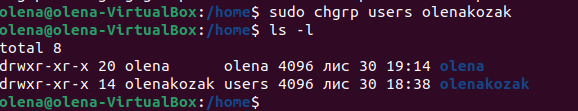 olena@olena-VirtualBox:/home$ sudo chgrp users olenakozak
olena@olena-VirtualBox:/home$ ls -l
total 8
drwxr-xr-x 20 olena      olena 4096 лис 30 19:14 olena
drwxr-xr-x 14 olenakozak users 4096 лис 30 18:38 olenakozak
olena@olena-VirtualBox:/home$